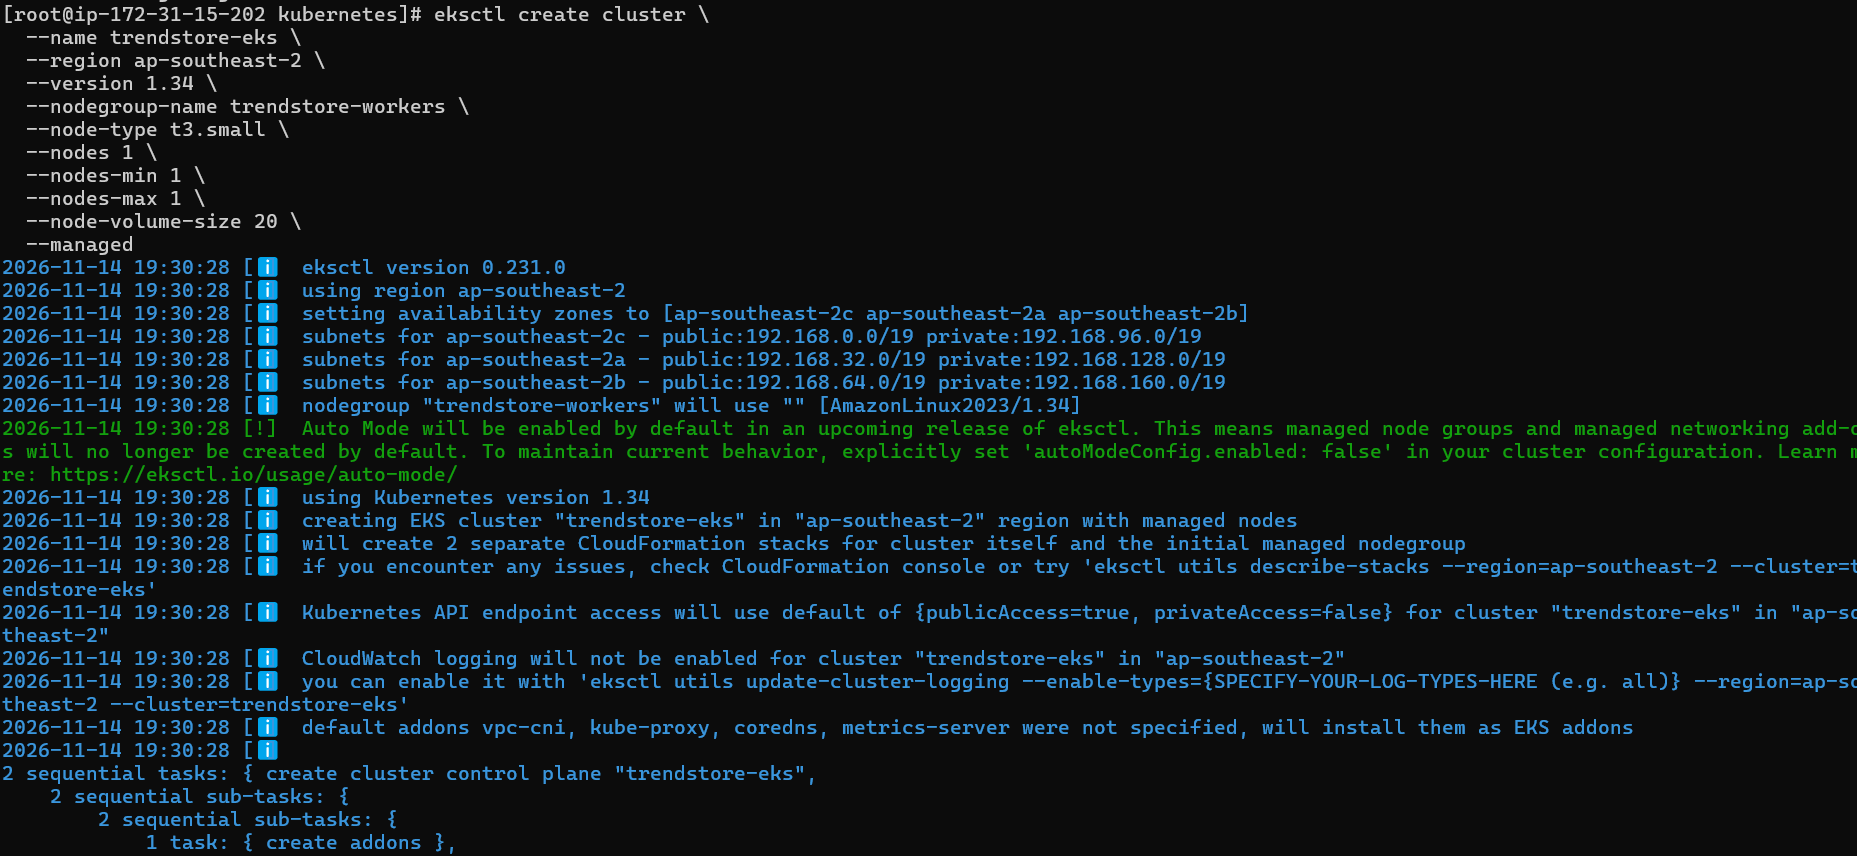 [root@ip-172-31-15-202 kubernetes]# eksctl create cluster \
  --name trendstore-eks \
  --region ap-southeast-2 \
  --version 1.34 \
  --nodegroup-name trendstore-workers \
  --node-type t3.small \
  --nodes 1 \
  --nodes-min 1 \
  --nodes-max 1 \
  --node-volume-size 20 \
  --managed
2026-11-14 19:30:28 [ℹ  eksctl version 0.231.0
2026-11-14 19:30:28 [ℹ  using region ap-southeast-2
2026-11-14 19:30:28 [ℹ  setting availability zones to [ap-southeast-2c ap-southeast-2a ap-southeast-2b]
2026-11-14 19:30:28 [ℹ  subnets for ap-southeast-2c - public:192.168.0.0/19 private:192.168.96.0/19
2026-11-14 19:30:28 [ℹ  subnets for ap-southeast-2a - public:192.168.32.0/19 private:192.168.128.0/19
2026-11-14 19:30:28 [ℹ  subnets for ap-southeast-2b - public:192.168.64.0/19 private:192.168.160.0/19
2026-11-14 19:30:28 [ℹ  nodegroup "trendstore-workers" will use "" [AmazonLinux2023/1.34]
2026-11-14 19:30:28 [!]  Auto Mode will be enabled by default in an upcoming release of eksctl. This means managed node groups and managed networking add-o
s will no longer be created by default. To maintain current behavior, explicitly set 'autoModeConfig.enabled: false' in your cluster configuration. Learn m
re: https://eksctl.io/usage/auto-mode/
2026-11-14 19:30:28 [ℹ  using Kubernetes version 1.34
2026-11-14 19:30:28 [ℹ  creating EKS cluster "trendstore-eks" in "ap-southeast-2" region with managed nodes
2026-11-14 19:30:28 [ℹ  will create 2 separate CloudFormation stacks for cluster itself and the initial managed nodegroup
2026-11-14 19:30:28 [ℹ  if you encounter any issues, check CloudFormation console or try 'eksctl utils describe-stacks --region=ap-southeast-2 --cluster=t
endstore-eks'
2026-11-14 19:30:28 [ℹ  Kubernetes API endpoint access will use default of {publicAccess=true, privateAccess=false} for cluster "trendstore-eks" in "ap-so
theast-2"
2026-11-14 19:30:28 [ℹ  CloudWatch logging will not be enabled for cluster "trendstore-eks" in "ap-southeast-2"
2026-11-14 19:30:28 [ℹ  you can enable it with 'eksctl utils update-cluster-logging --enable-types={SPECIFY-YOUR-LOG-TYPES-HERE (e.g. all)} --region=ap-so
theast-2 --cluster=trendstore-eks'
2026-11-14 19:30:28 [ℹ  default addons vpc-cni, kube-proxy, coredns, metrics-server were not specified, will install them as EKS addons
2026-11-14 19:30:28 [ℹ
2 sequential tasks: { create cluster control plane "trendstore-eks",
    2 sequential sub-tasks: {
        2 sequential sub-tasks: {
            1 task: { create addons },